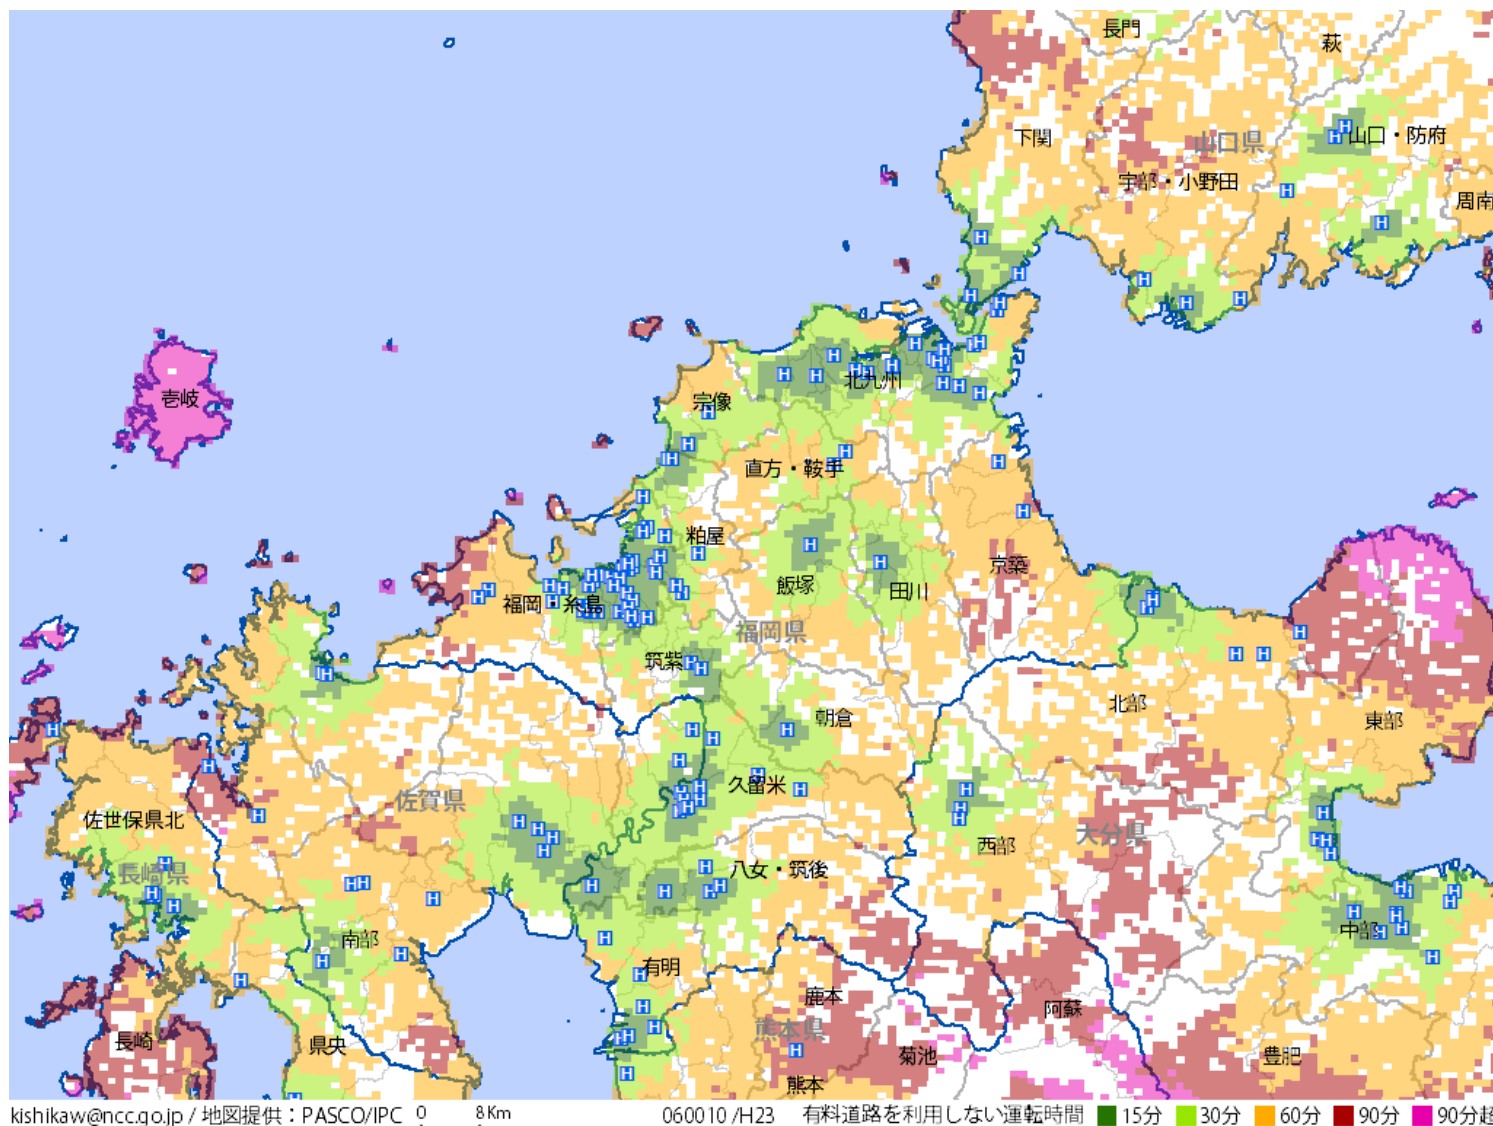 長門
萩
下関
山口県
山口・防府
宇部・小野田
周南
壱岐
北九州
宗像
直方・鞍手
粕屋
京築
飯塚
田川
福岡・糸島
福岡県
筑紫
朝倉
北部
東部
久留米
佐賀県
佐世保県北
大分県
西部
長崎県
八女・筑後
南部
中部
有明
鹿本
阿蘇
熊本県
長崎
県央
菊池
豊肥
熊本
kishikaw@ncc.go.jp / 地図提供：PASCO/IPC 0 8Km 060010 /H23 有料道路を利用しない運転時間 15分 30分 60分 90分 90分超